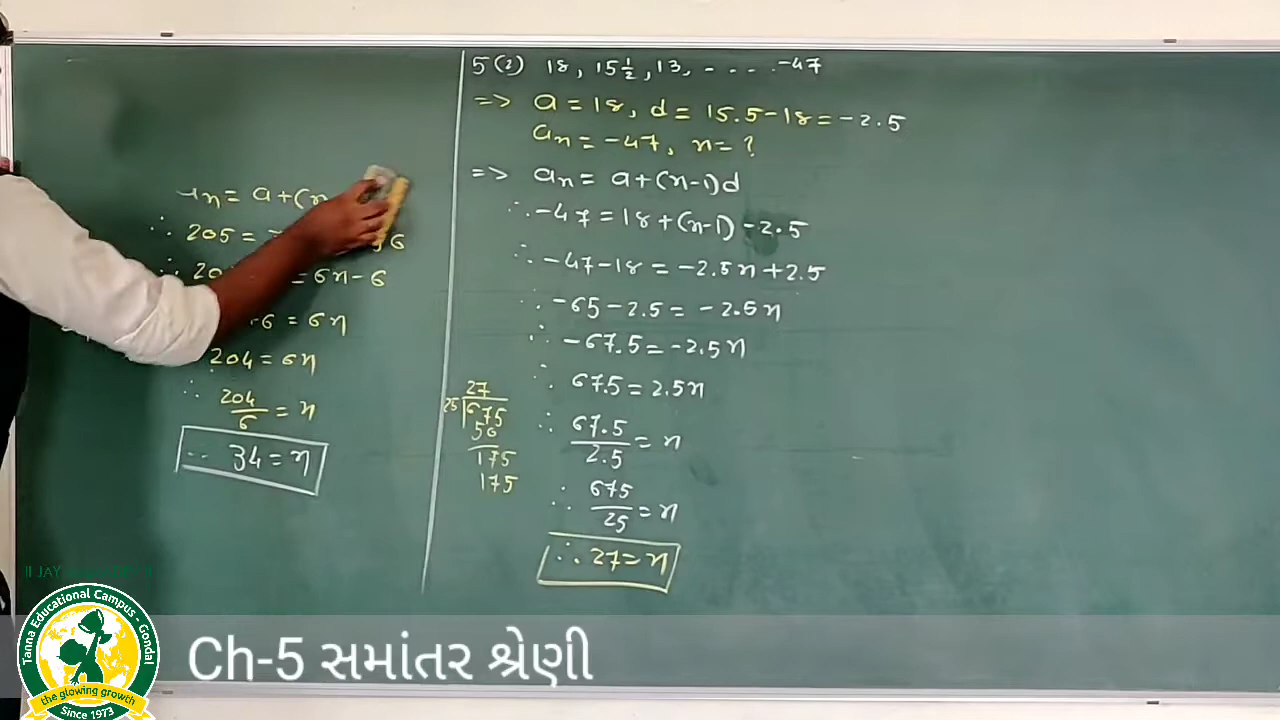 aₙ = a + (n
∴ 205 =
= 6n - 6
6 = 6n
204 = 6n
∴ 204/6 = n
∴ 34 = n
5 (2) 18, 15 1/2, 13, - - - - -47
=> a = 18, d = 15.5 - 18 = -2.5
aₙ = -47, n = ?
=> aₙ = a + (n-1)d
∴ -47 = 18 + (n-1) -2.5
∴ -47 - 18 = -2.5n + 2.5
∴ -65 - 2.5 = -2.5n
∴ -67.5 = -2.5n
∴ 67.5 = 2.5n
∴ 67.5/2.5 = n
∴ 675/25 = n
∴ 27 = n
27
25 675
50
175
175
Tanna Educational Campus - Gondal
the glowing growth
Since 1973
Ch-5 સમાંતર શ્રેણી